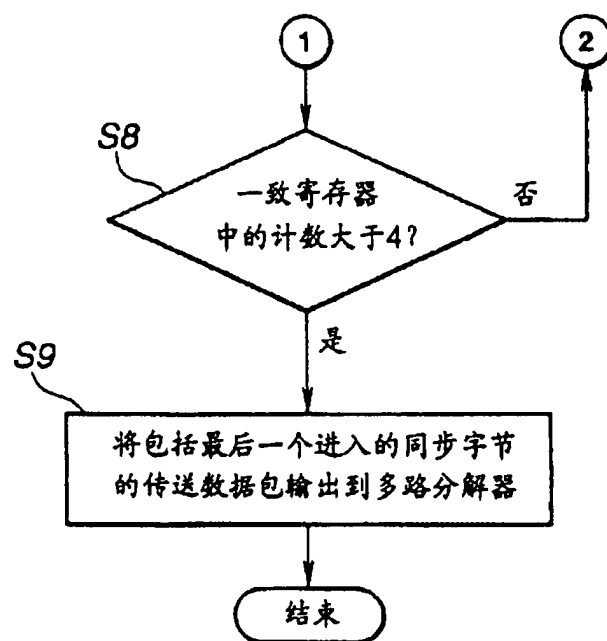 1
2
S8
一致寄存器
中的计数大于4？
否
是
S9
将包括最后一个进入的同步字节
的传送数据包输出到多路分解器
结束